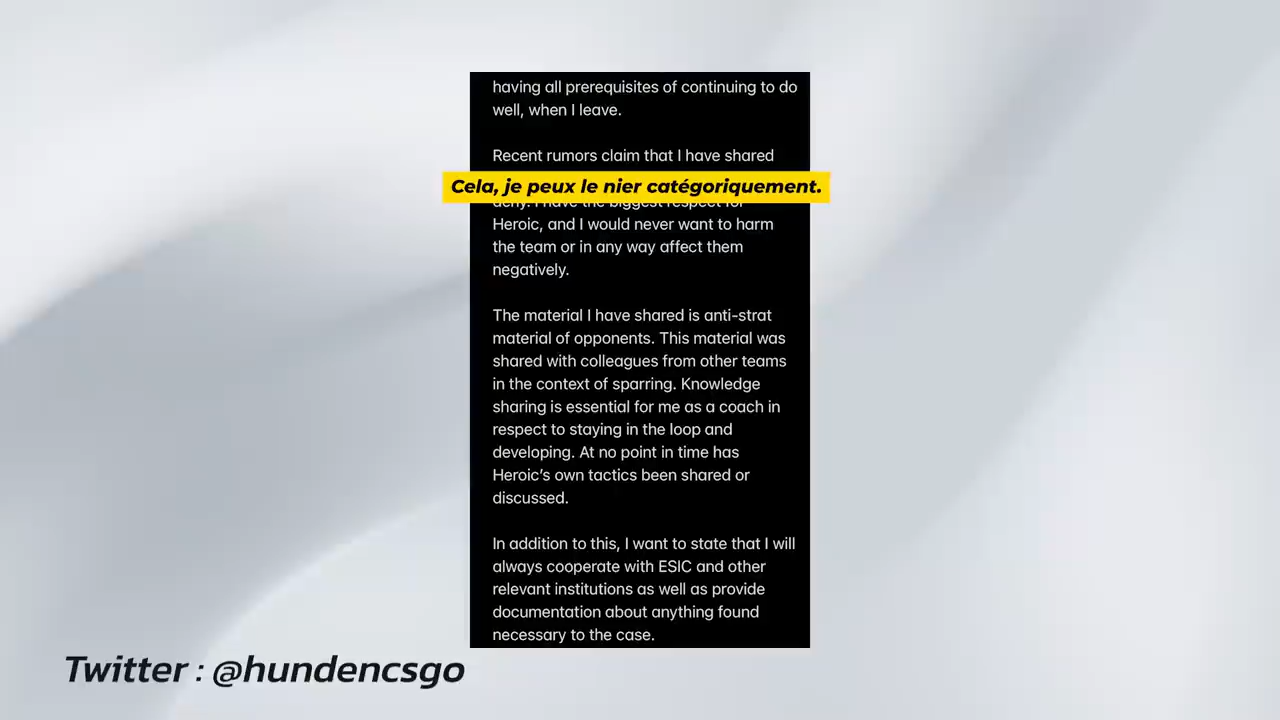 having all prerequisites of continuing to do
well, when I leave.
Recent rumors claim that I have shared
Cela, je peux le nier catégoriquement.
deny. I have the biggest respect for
Heroic, and I would never want to harm
the team or in any way affect them
negatively.
The material I have shared is anti-strat
material of opponents. This material was
shared with colleagues from other teams
in the context of sparring. Knowledge
sharing is essential for me as a coach in
respect to staying in the loop and
developing. At no point in time has
Heroic’s own tactics been shared or
discussed.
In addition to this, I want to state that I will
always cooperate with ESIC and other
relevant institutions as well as provide
documentation about anything found
necessary to the case.
Twitter : @hundencsgo